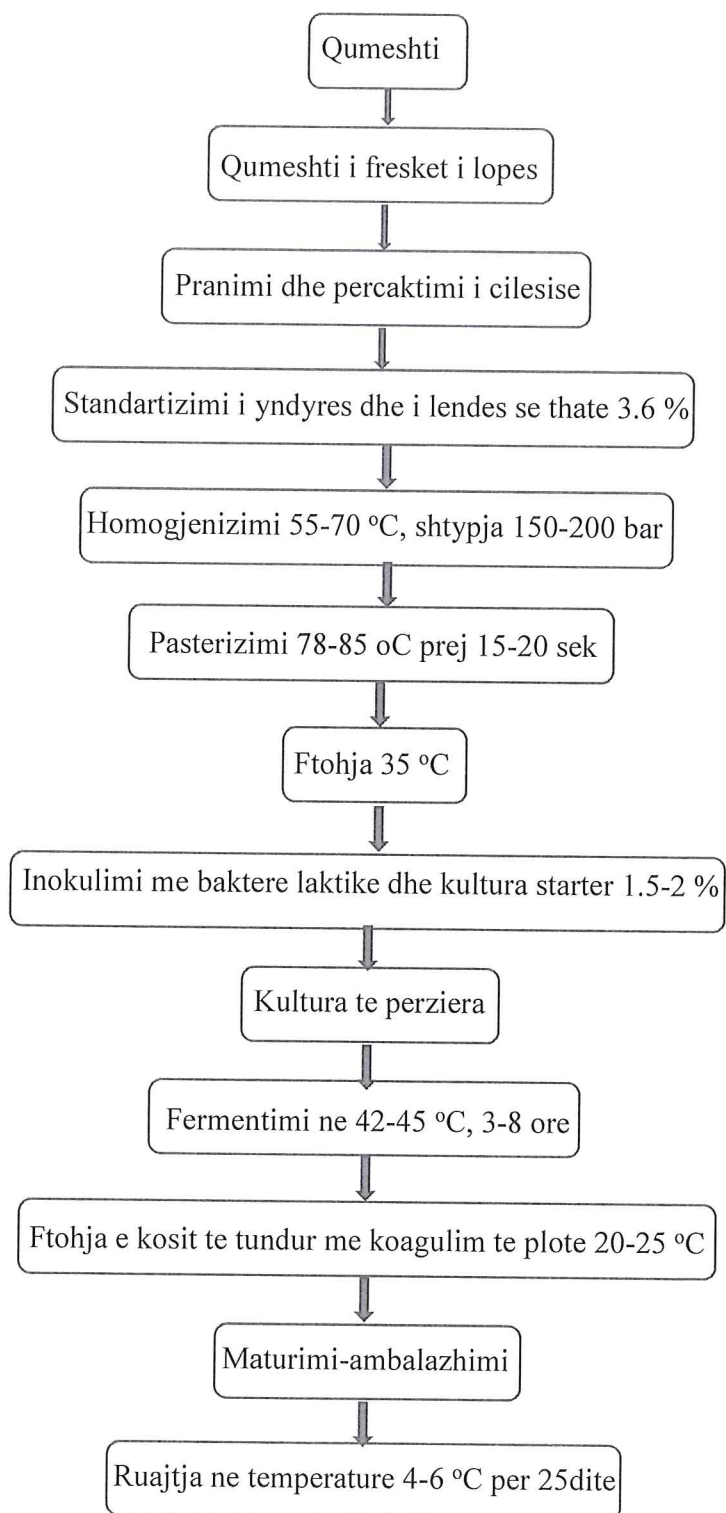 Qumeshti
Qumeshti i fresket i lopes
Pranimi dhe percaktimi i cilesise
Standartizimi i yndyres dhe i lendes se thate 3.6 %
Homogjenizimi 55-70 ºC, shtypja 150-200 bar
Pasterizimi 78-85 oC prej 15-20 sek
Ftohja 35 ºC
Inokulimi me baktere laktike dhe kultura starter 1.5-2 %
Kultura te perziera
Fermentimi ne 42-45 ºC, 3-8 ore
Ftohja e kosit te tundur me koagulim te plote 20-25 ºC
Maturimi-ambalazhimi
Ruajtja ne temperature 4-6 ºC per 25dite